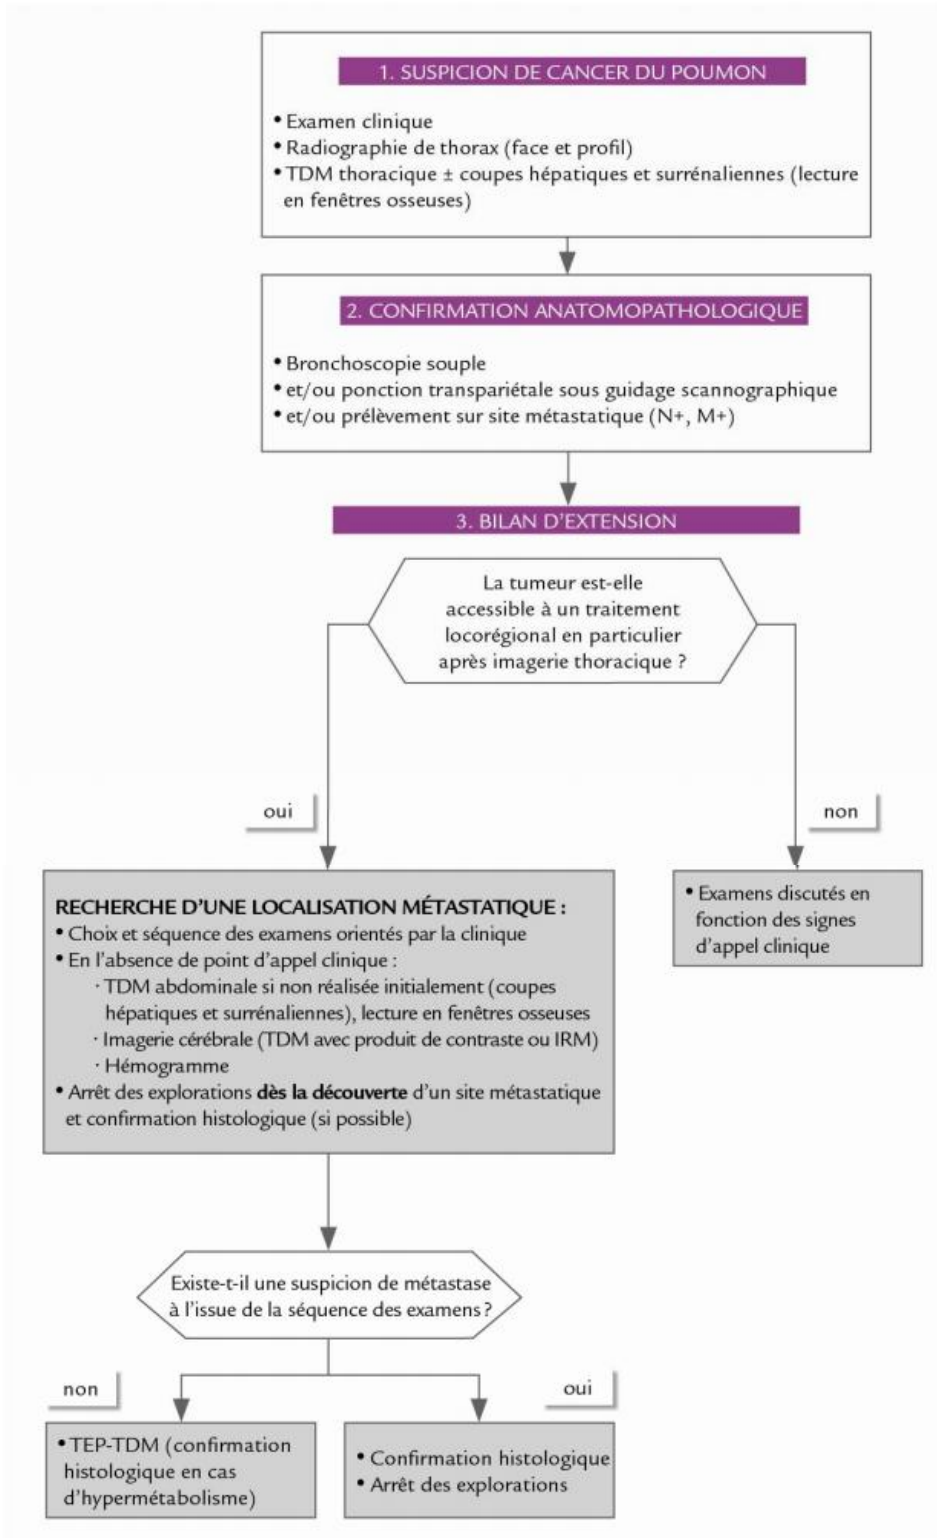 1. SUSPICION DE CANCER DU POUMON
• Examen clinique
• Radiographie de thorax (face et profil)
• TDM thoracique ± coupes hépatiques et surrénaliennes (lecture
en fenêtres osseuses)
2. CONFIRMATION ANATOMOPATHOLOGIQUE
• Bronchoscopie souple
• et/ou ponction transpariétale sous guidage scannographique
• et/ou prélèvement sur site métastatique (N+, M+)
3. BILAN D'EXTENSION
La tumeur est-elle
accessible à un traitement
locorégional en particulier
après imagerie thoracique ?
oui
non
RECHERCHE D'UNE LOCALISATION MÉTASTATIQUE :
• Choix et séquence des examens orientés par la clinique
• En l'absence de point d'appel clinique :
· TDM abdominale si non réalisée initialement (coupes
hépatiques et surrénaliennes), lecture en fenêtres osseuses
· Imagerie cérébrale (TDM avec produit de contraste ou IRM)
· Hémogramme
• Arrêt des explorations dès la découverte d'un site métastatique
et confirmation histologique (si possible)
• Examens discutés en
fonction des signes
d'appel clinique
Existe-t-il une suspicion de métastase
à l'issue de la séquence des examens ?
non
oui
• TEP-TDM (confirmation
histologique en cas
d'hypermétabolisme)
• Confirmation histologique
• Arrêt des explorations